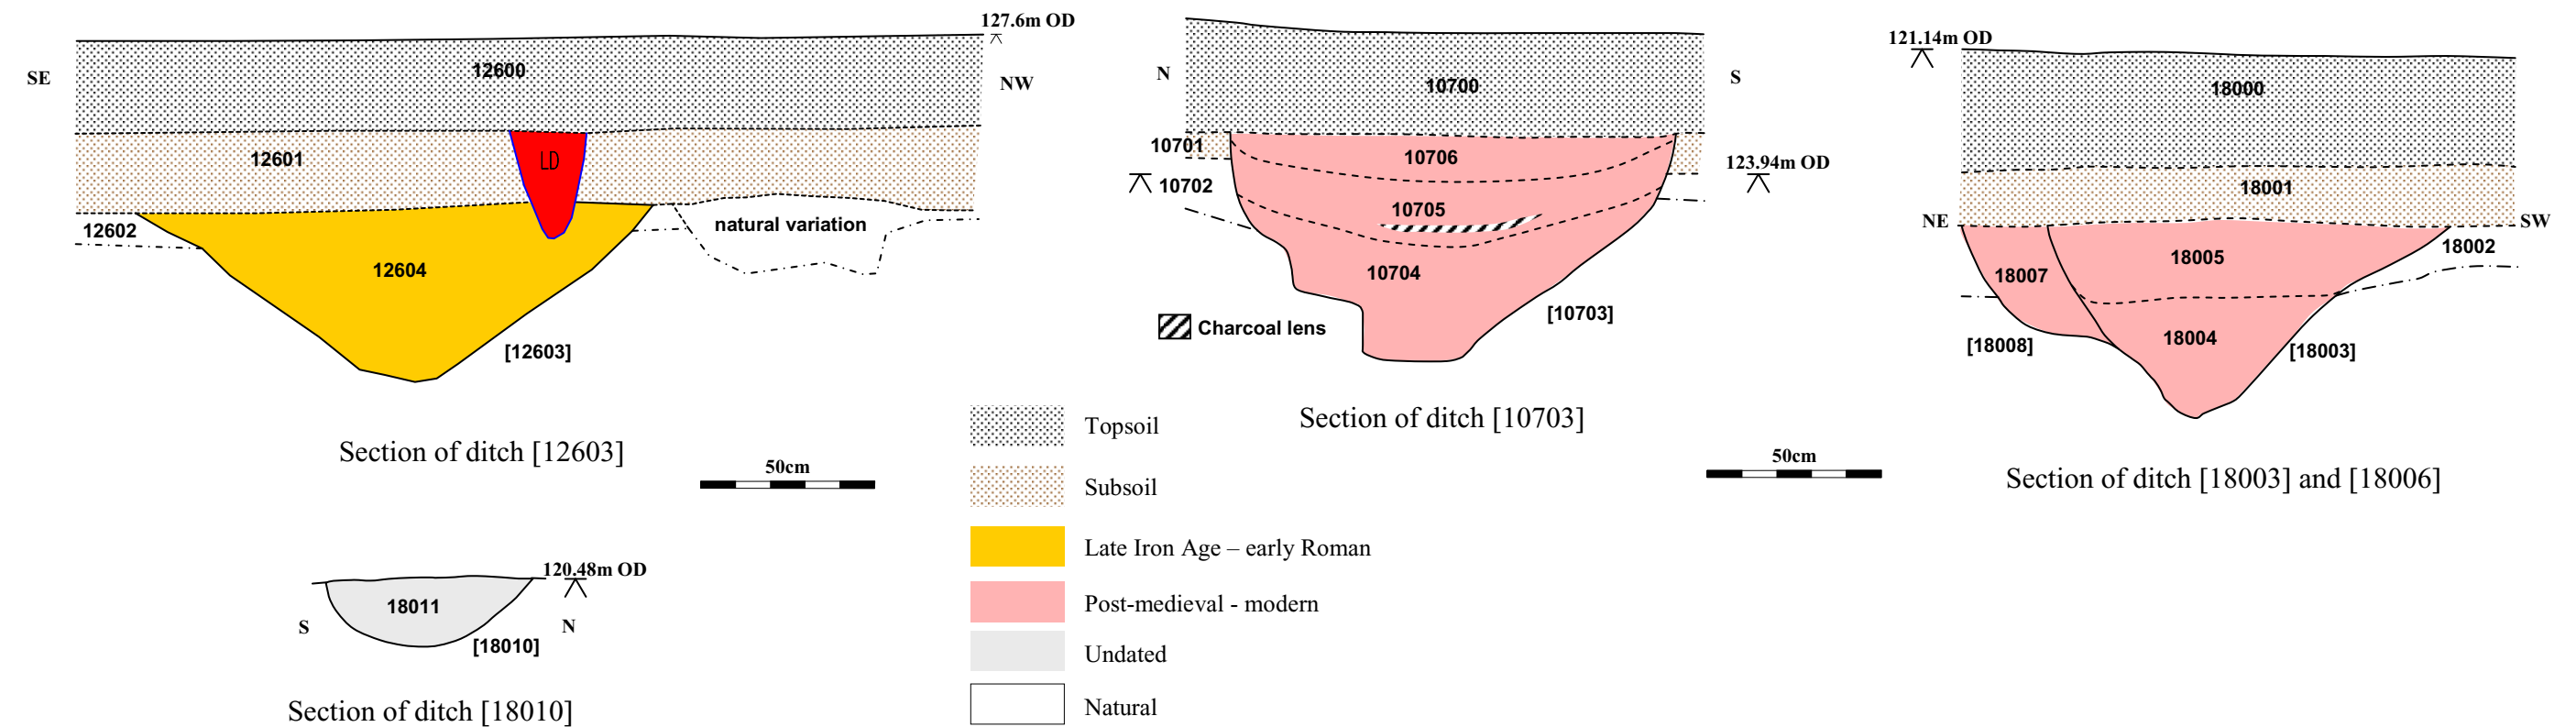 127.6m OD
SE
12600
NW
12601
LD
12602
natural variation
12604
[12603]
Section of ditch [12603]
50cm
N
10700
S
10701
10706
123.94m OD
10702
10705
10704
[10703]
Charcoal lens
Section of ditch [10703]
50cm
121.14m OD
18000
18001
NE
SW
18002
18005
18007
18004
[18008]
[18003]
Section of ditch [18003] and [18006]
120.48m OD
18011
S
N
[18010]
Section of ditch [18010]
Topsoil
Subsoil
Late Iron Age – early Roman
Post-medieval - modern
Undated
Natural